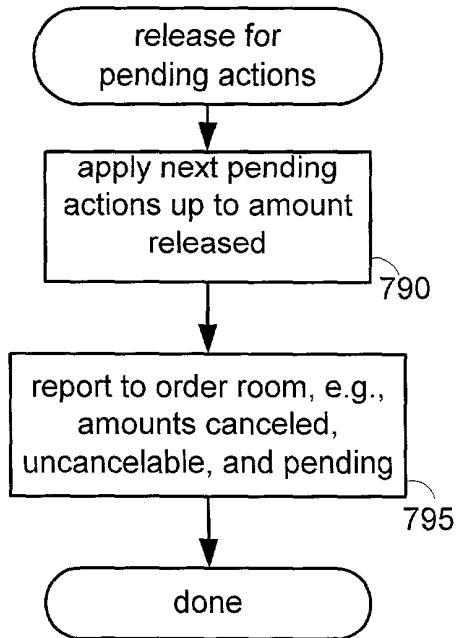 release for
pending actions
apply next pending
actions up to amount
released
790
report to order room, e.g.,
amounts canceled,
uncancelable, and pending
795
done